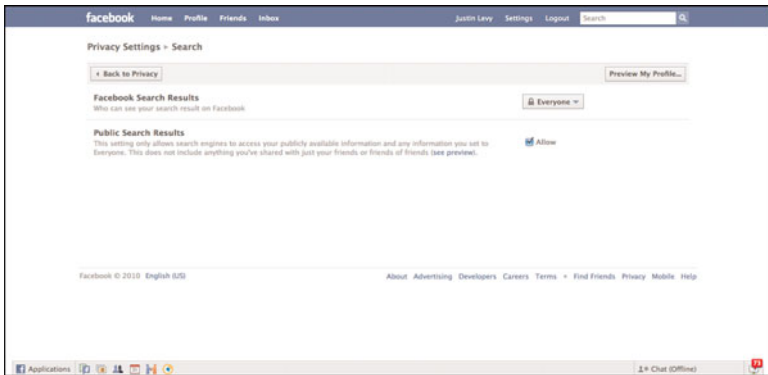 facebook Home Profile Friends Inbox Justin Levy Settings Logout Search
Privacy Settings ▸ Search
Back to Privacy Preview My Profile...
Facebook Search Results
Who can see your search result on Facebook
Everyone
Public Search Results
This setting only allows search engines to access your publicly available information and any information you set to
Everyone. This does not include anything you've shared with just your friends or friends of friends (see preview).
Allow
Facebook © 2010 English (US) About Advertising Developers Careers Terms • Find Friends Privacy Mobile Help
Applications Chat (Offline) 73